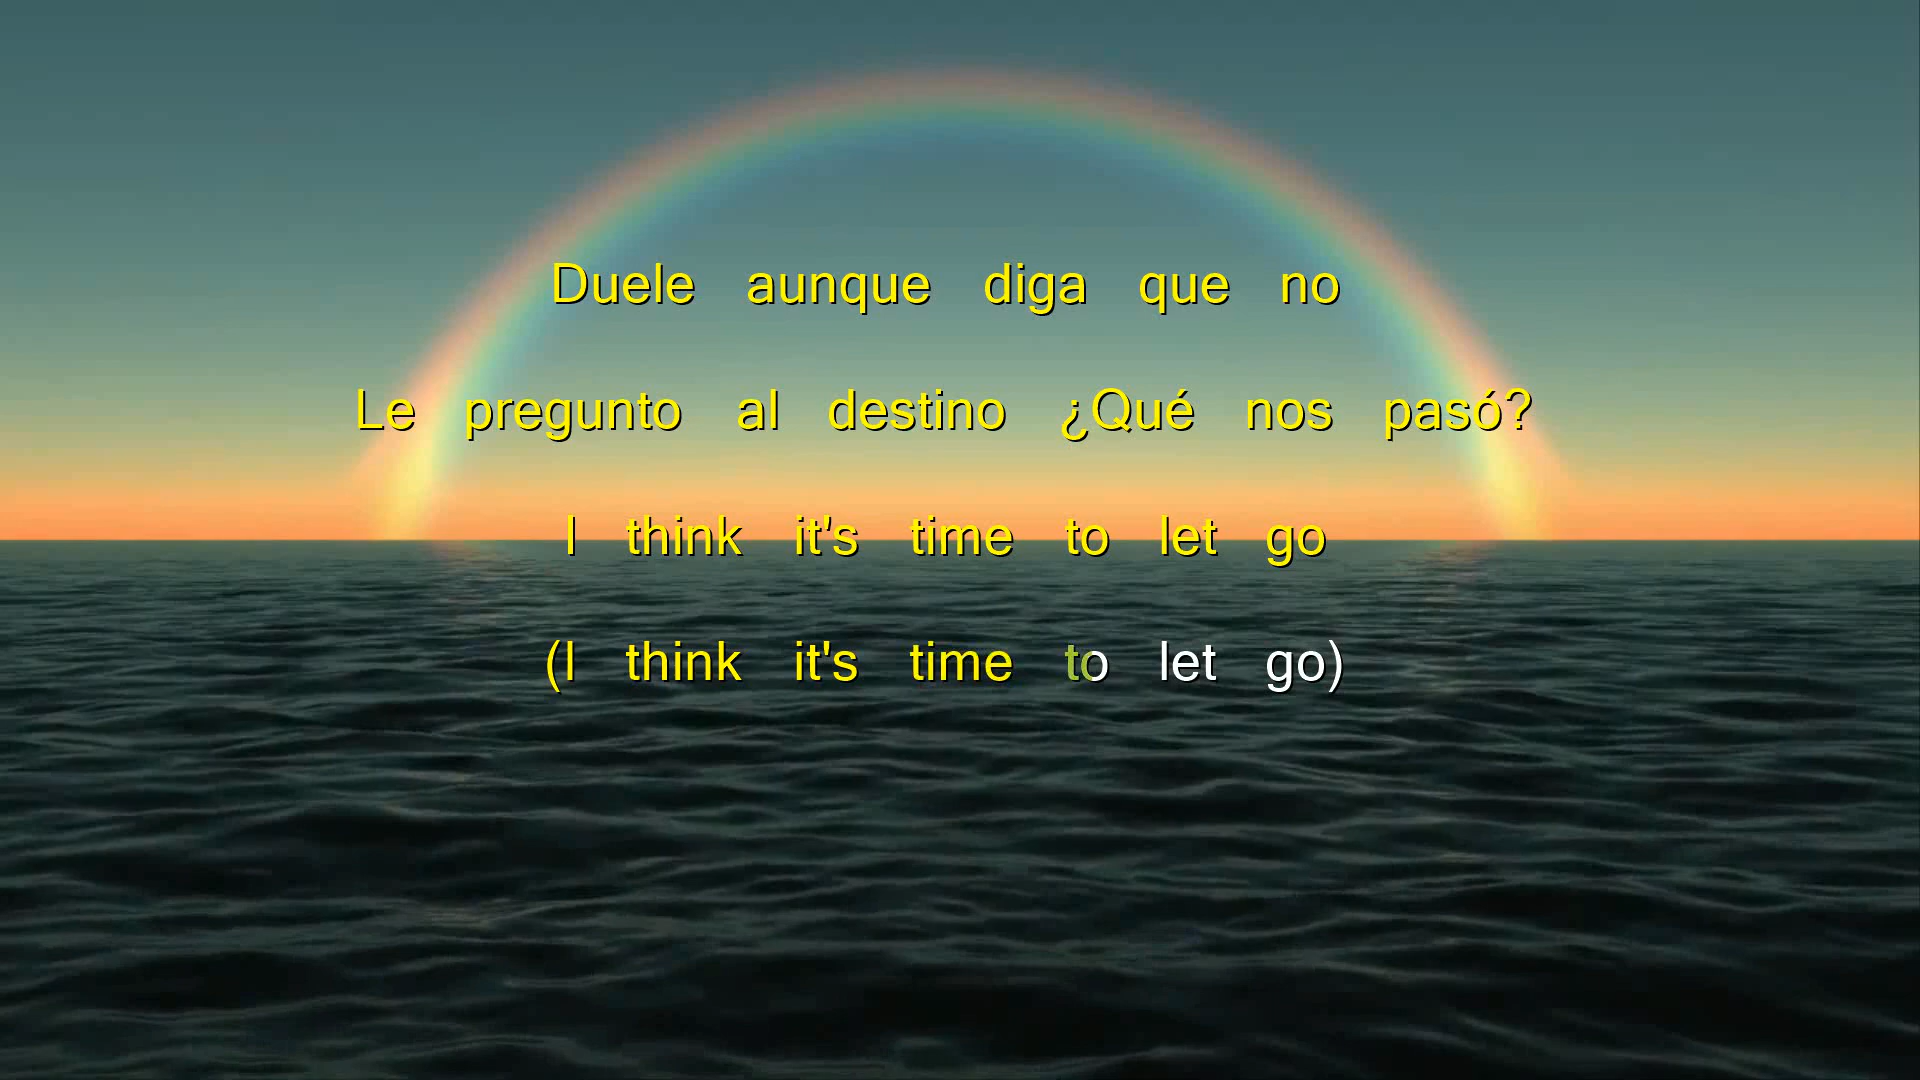 Duele aunque diga que no
Le pregunto al destino ¿Qué nos pasó?
I think it's time to let go
(I think it's time to let go)